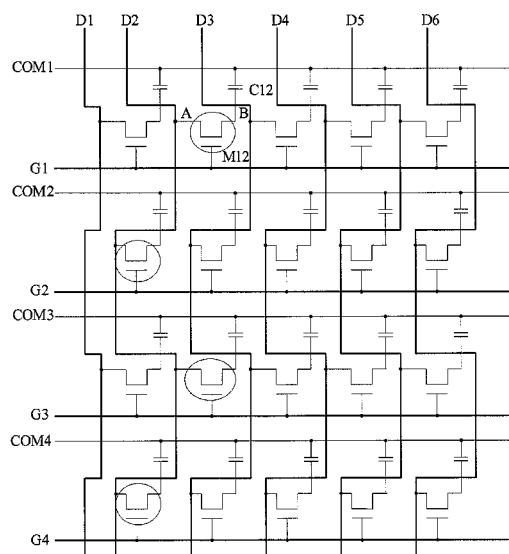 D1 D2 D3 D4 D5 D6
COM1
C12
A B
M12
G1
COM2
G2
COM3
G3
COM4
G4